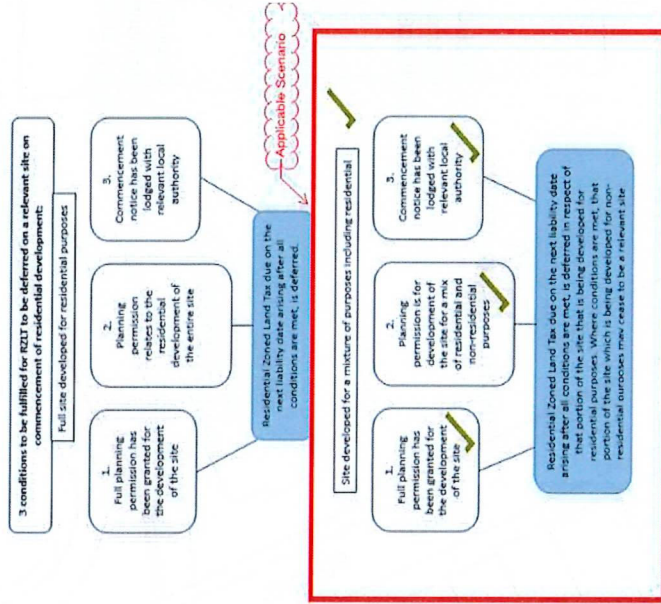 3 conditions to be fulfilled for RZLT to be deferred on a relevant site on
commencement of residential development:
Full site developed for residential purposes
1.
Full planning
permission has
been granted for
the development
of the site
2.
Planning
permission
relates to the
residential
development of
the entire site
3.
Commencement
notice has been
lodged with
relevant local
authority
Residential Zoned Land Tax due on the
next liability date arising after all
conditions are met, is deferred.
Applicable Scenario
Site developed for a mixture of purposes including residential
1.
Full planning
permission has
been granted for
the development
of the site
2.
Planning
permission is for
development of
the site for a mix
of residential and
non-residential
purposes
3.
Commencement
notice has been
lodged with
relevant local
authority
Residential Zoned Land Tax due on the next liability date
arising after all conditions are met, is deferred in respect of
that portion of the site that is being developed for
residential purposes. Where conditions are met, that
portion of the site which is being developed for non-
residential purposes may cease to be a relevant site